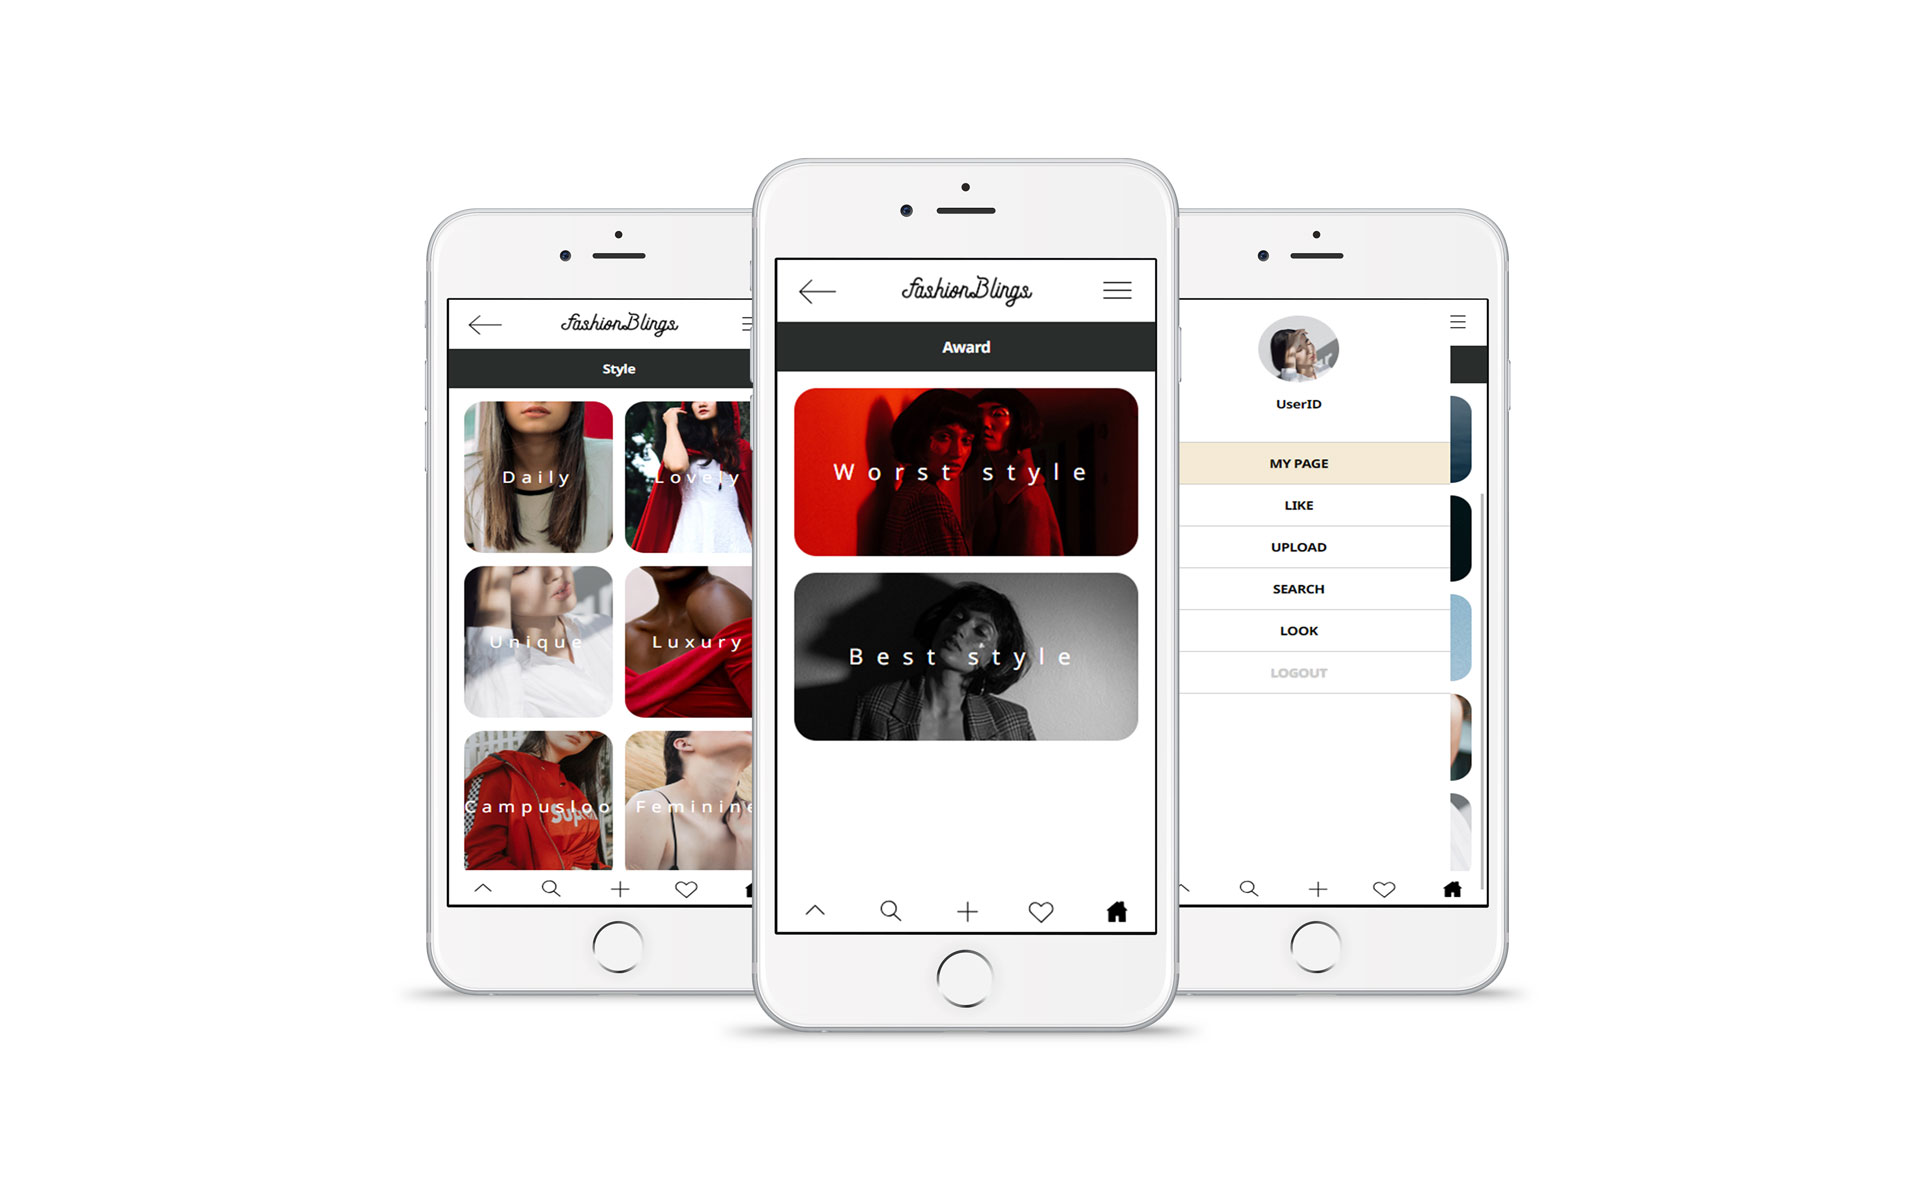 fashionBlings
Style
Daily
Lovely
Unique
Luxury
Campusloo
Feminine
fashionBlings
Award
Worst style
Best style
UserID
MY PAGE
LIKE
UPLOAD
SEARCH
LOOK
LOGOUT